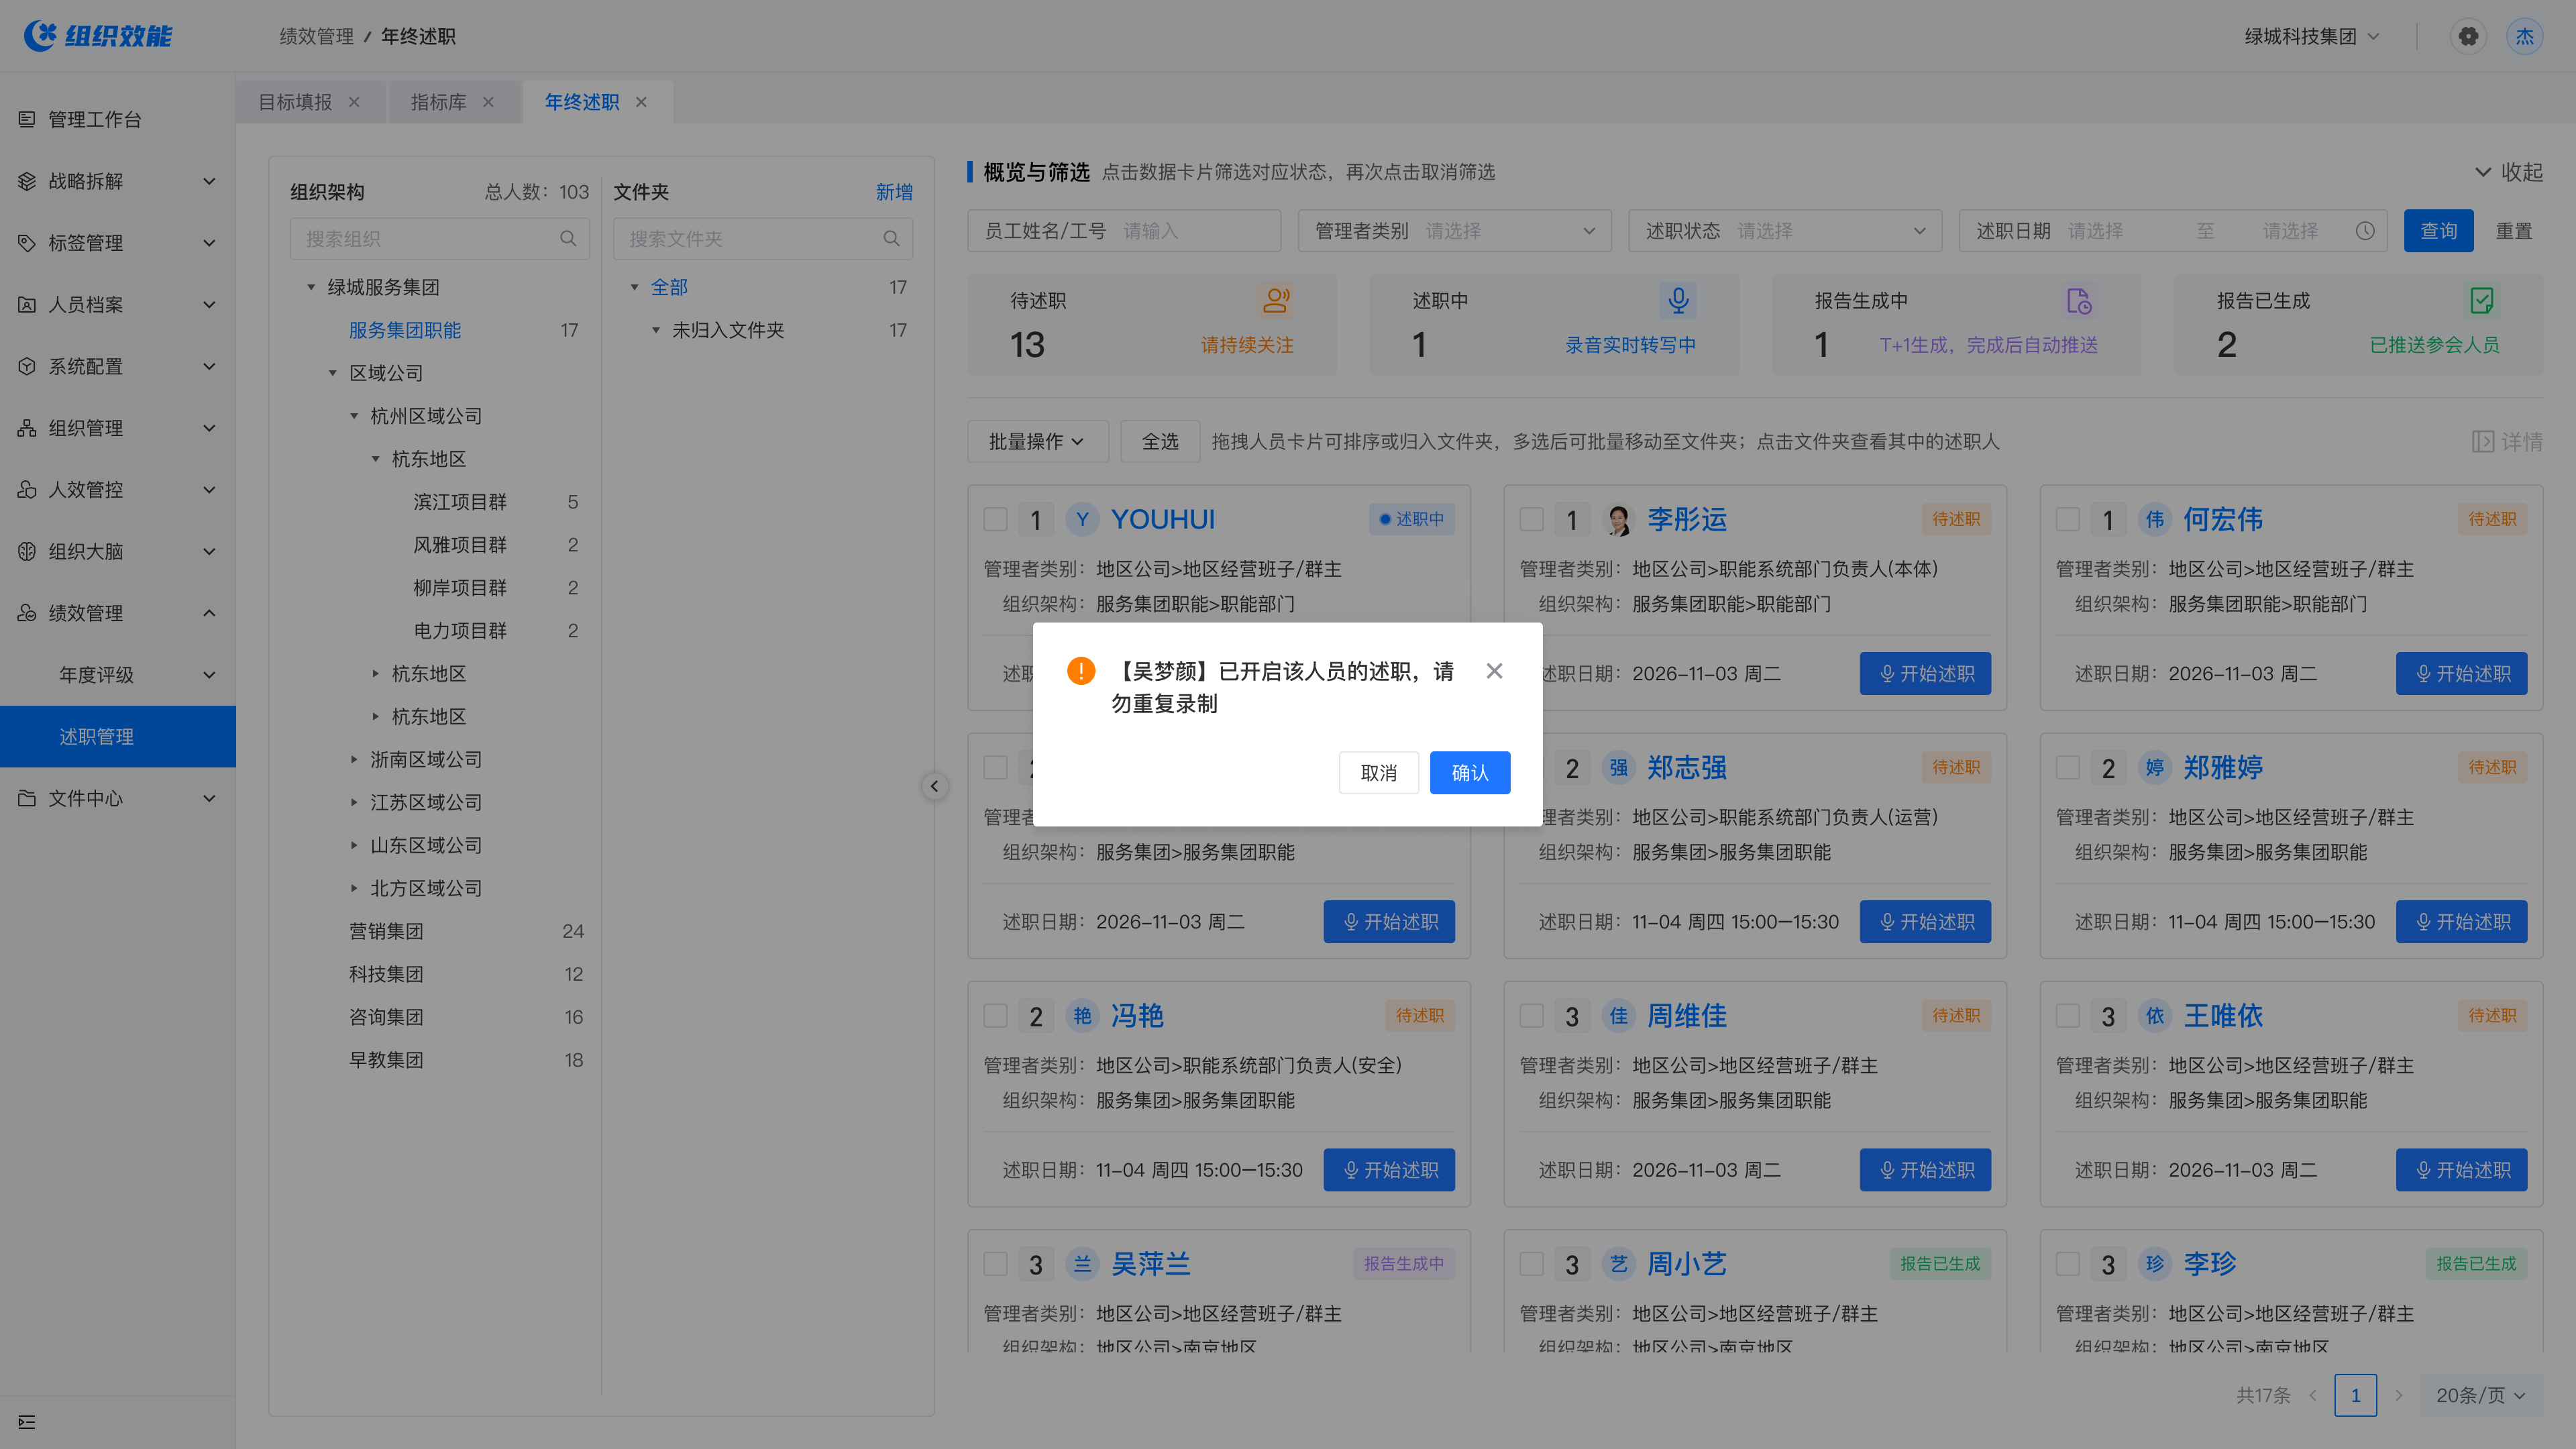 组织效能
绩效管理 / 年终述职
绿城科技集团
杰
目标填报
指标库
年终述职
管理工作台
战略拆解
标签管理
人员档案
系统配置
组织管理
人效管控
组织大脑
绩效管理
年度评级
述职管理
文件中心
组织架构 总人数：103
搜索组织
绿城服务集团
服务集团职能 17
区域公司
杭州区域公司
杭东地区
滨江项目群 5
风雅项目群 2
柳岸项目群 2
电力项目群 2
杭东地区
杭东地区
浙南区域公司
江苏区域公司
山东区域公司
北方区域公司
营销集团 24
科技集团 12
咨询集团 16
早教集团 18
文件夹 新增
搜索文件夹
全部 17
未归入文件夹 17
概览与筛选 点击数据卡片筛选对应状态，再次点击取消筛选
收起
员工姓名/工号 请输入
管理者类别 请选择
述职状态 请选择
述职日期 请选择 至 请选择
查询
重置
待述职
13
请持续关注
述职中
1
录音实时转写中
报告生成中
1
T+1生成，完成后自动推送
报告已生成
2
已推送参会人员
批量操作
全选
拖拽人员卡片可排序或归入文件夹，多选后可批量移动至文件夹；点击文件夹查看其中的述职人
详情
1 Y YOUHUI 述职中
管理者类别：地区公司>地区经营班子/群主
组织架构：服务集团职能>职能部门
述职
1 李彤运 待述职
管理者类别：地区公司>职能系统部门负责人(本体)
组织架构：服务集团职能>职能部门
述职日期：2026-11-03 周二
开始述职
1 伟 何宏伟 待述职
管理者类别：地区公司>地区经营班子/群主
组织架构：服务集团职能>职能部门
述职日期：2026-11-03 周二
开始述职
【吴梦颜】已开启该人员的述职，请
勿重复录制
取消
确认
管理者
组织架构：服务集团>服务集团职能
述职日期：2026-11-03 周二
开始述职
2 强 郑志强 待述职
理者类别：地区公司>职能系统部门负责人(运营)
组织架构：服务集团>服务集团职能
述职日期：11-04 周四 15:00—15:30
开始述职
2 婷 郑雅婷 待述职
管理者类别：地区公司>地区经营班子/群主
组织架构：服务集团>服务集团职能
述职日期：11-04 周四 15:00—15:30
开始述职
2 艳 冯艳 待述职
管理者类别：地区公司>职能系统部门负责人(安全)
组织架构：服务集团>服务集团职能
述职日期：11-04 周四 15:00—15:30
开始述职
3 佳 周维佳 待述职
管理者类别：地区公司>地区经营班子/群主
组织架构：服务集团>服务集团职能
述职日期：2026-11-03 周二
开始述职
3 依 王唯依 待述职
管理者类别：地区公司>地区经营班子/群主
组织架构：服务集团>服务集团职能
述职日期：2026-11-03 周二
开始述职
3 兰 吴萍兰 报告生成中
管理者类别：地区公司>地区经营班子/群主
组织架构：地区公司>南京地区
3 艺 周小艺 报告已生成
管理者类别：地区公司>地区经营班子/群主
组织架构：地区公司>南京地区
3 珍 李珍 报告已生成
管理者类别：地区公司>地区经营班子/群主
组织架构：地区公司>南京地区
共17条
1
20条/页